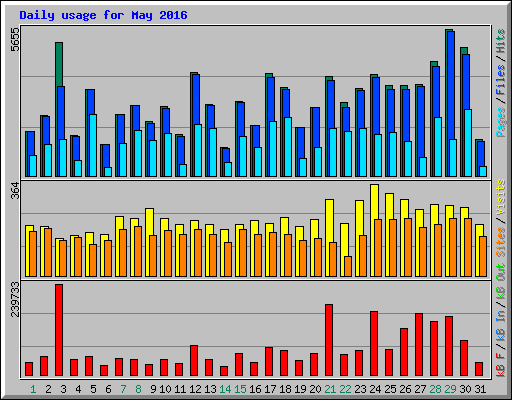 Daily usage for May 2016
5655
Pages / Files / Hits
364
Sites / Visits
239733
kB F / kB In / kB Out
1 2 3 4 5 6 7 8 9 10 11 12 13 14 15 16 17 18 19 20 21 22 23 24 25 26 27 28 29 30 31